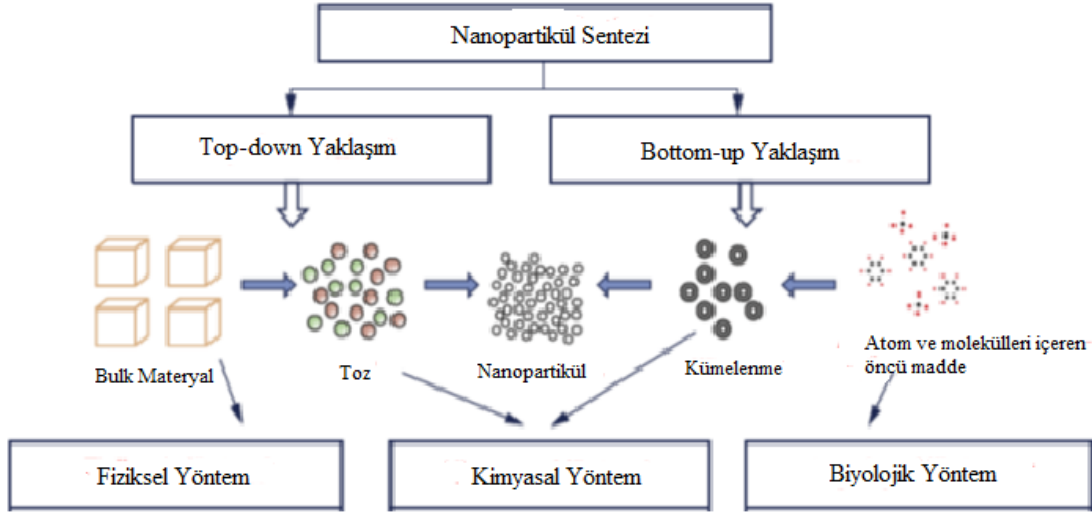 Nanopartikül Sentezi
Top-down Yaklaşım
Bottom-up Yaklaşım
Bulk Materyal
Toz
Nanopartikül
Kümelenme
Atom ve molekülleri içeren
öncü madde
Fiziksel Yöntem
Kimyasal Yöntem
Biyolojik Yöntem